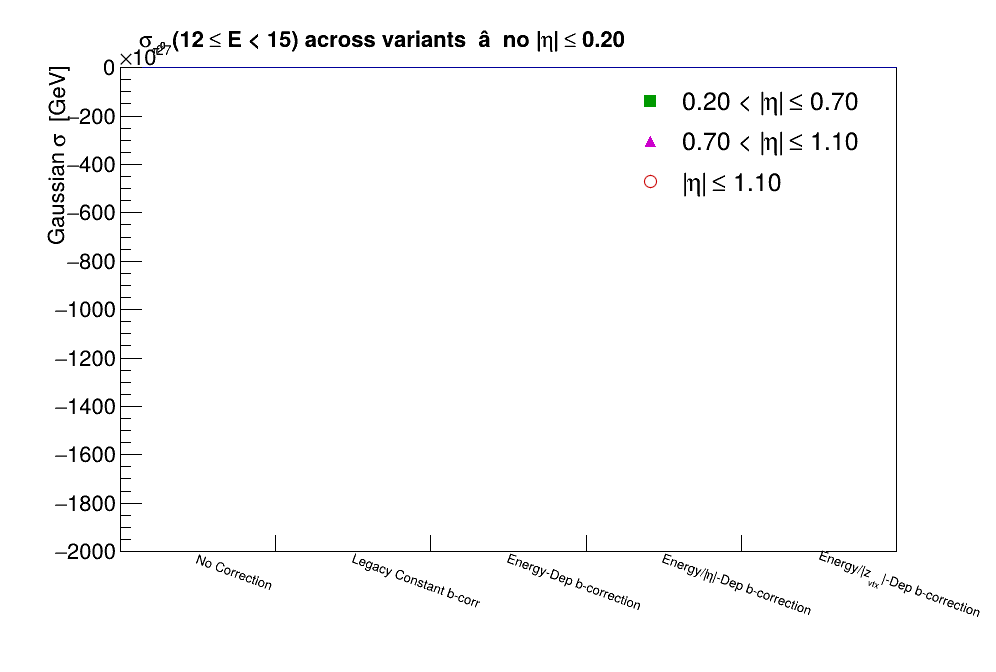 σ (12 ≤ E < 15) across variants â no |η| ≤ 0.20
Gaussian σ [GeV]
0
−200
−400
−600
−800
−1000
−1200
−1400
−1600
−1800
−2000
0.20 < |η| ≤ 0.70
0.70 < |η| ≤ 1.10
|η| ≤ 1.10
No Correction
Legacy Constant b-corr
Energy-Dep b-correction
Energy/|η|-Dep b-correction
Energy/|z_vtx|-Dep b-correction